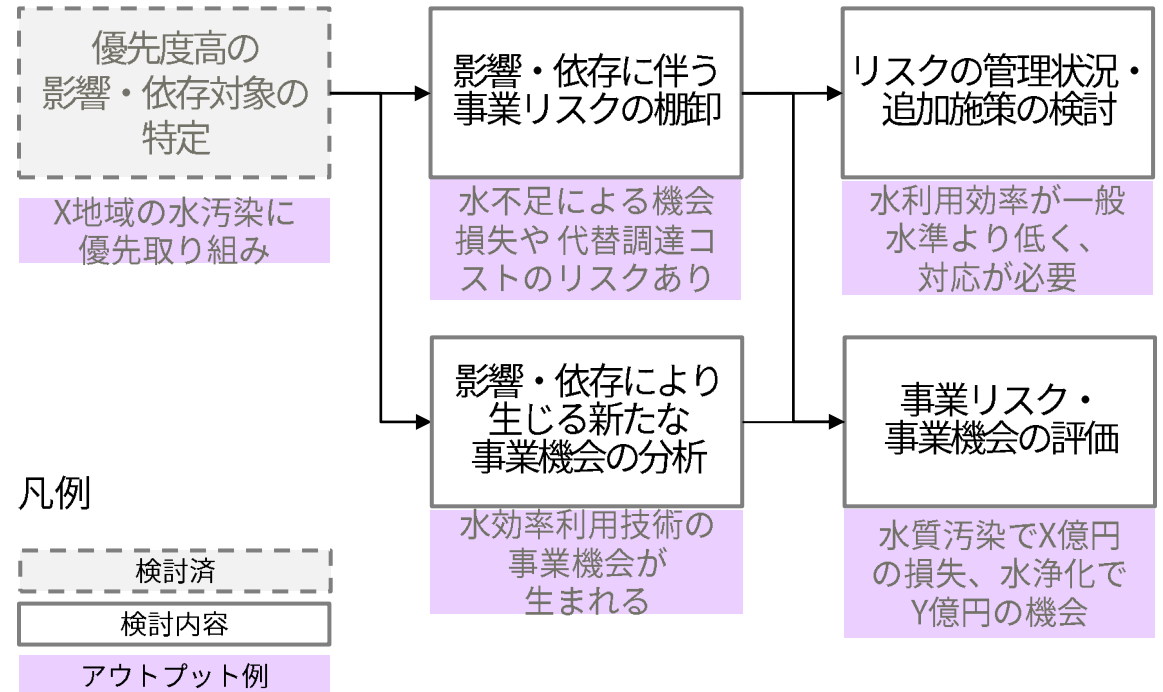 優先度高の
影響・依存対象の
特定
X地域の水汚染に
優先取り組み
影響・依存に伴う
事業リスクの棚卸
水不足による機会
損失や 代替調達コ
ストのリスクあり
リスクの管理状況・
追加施策の検討
水利用効率が一般
水準より低く、
対応が必要
影響・依存により
生じる新たな
事業機会の分析
水効率利用技術の
事業機会が
生まれる
事業リスク・
事業機会の評価
水質汚染でX億円
の損失、水浄化で
Y億円の機会
凡例
検討済
検討内容
アウトプット例